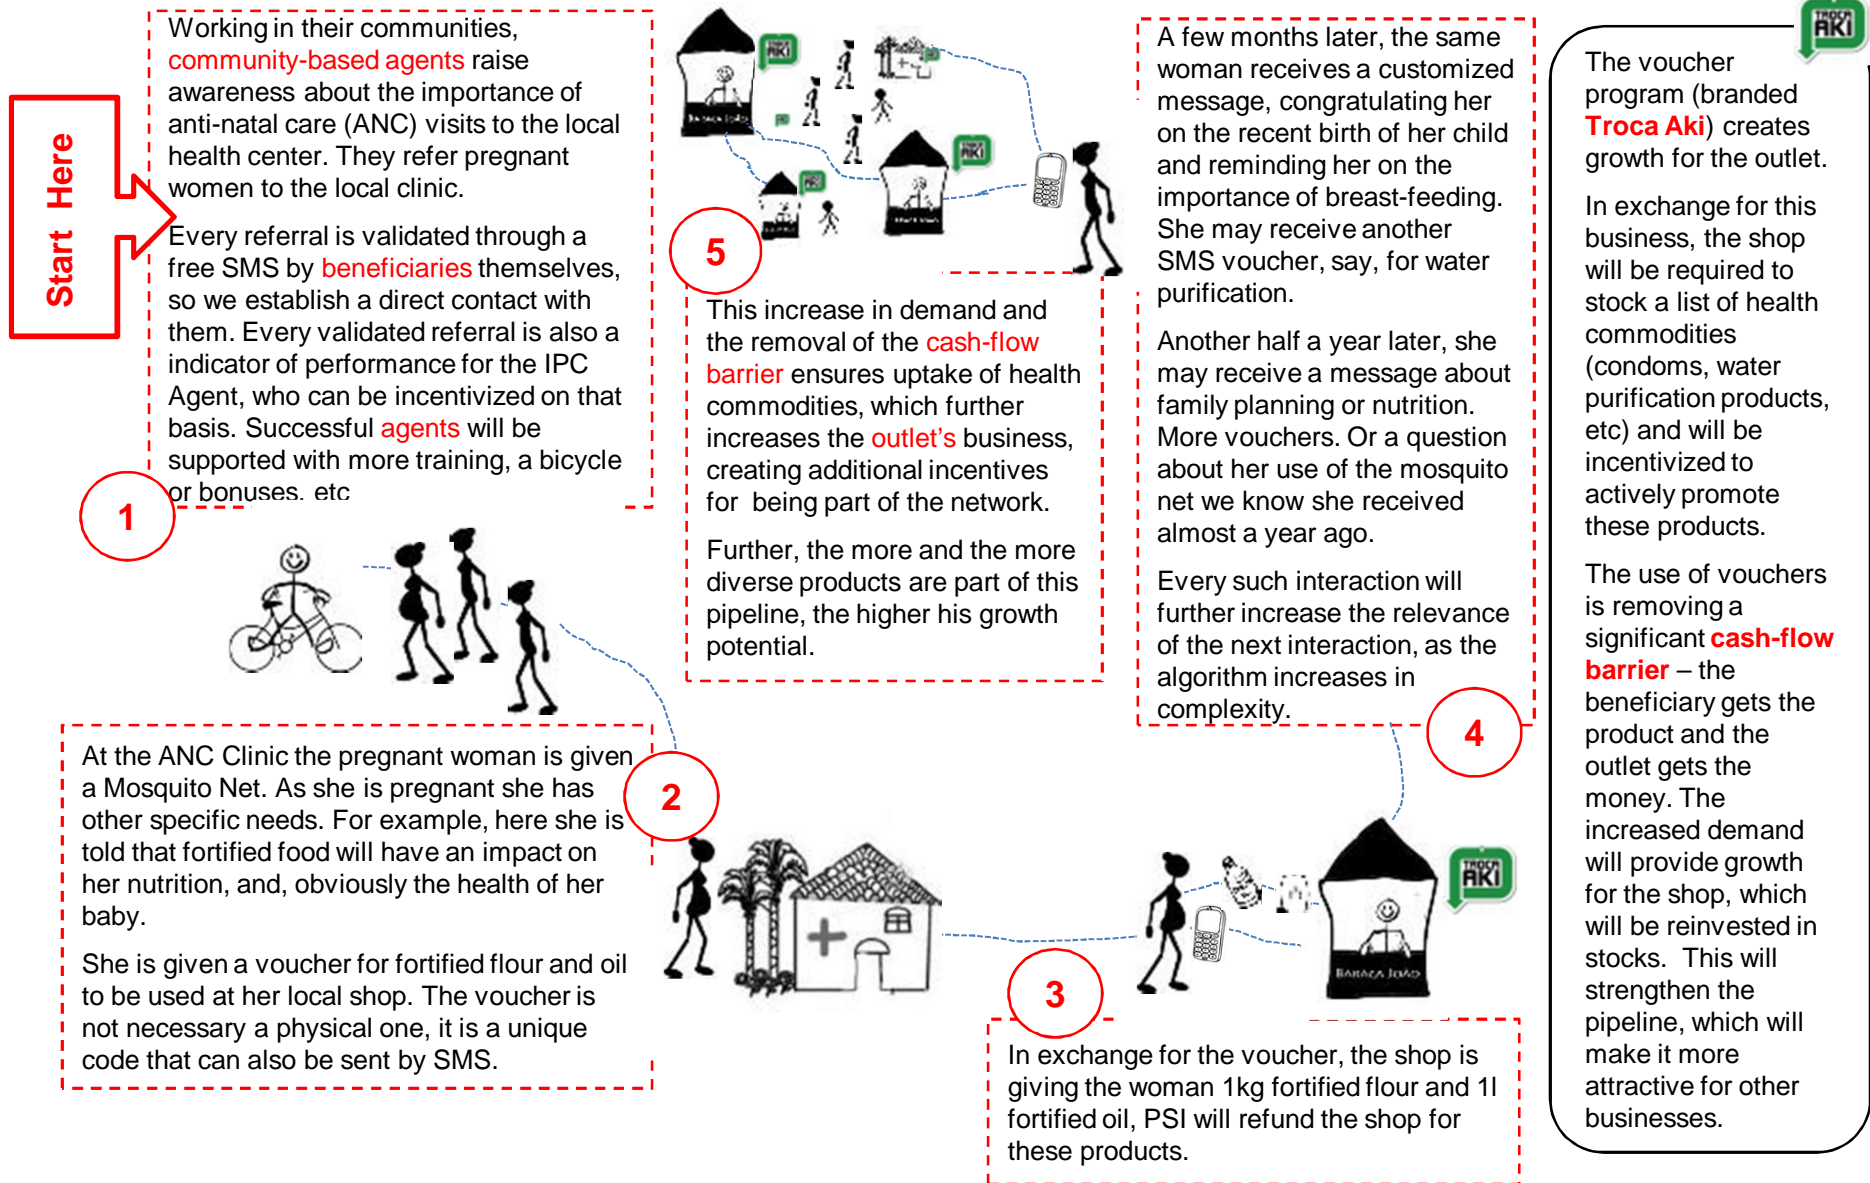 Start Here
Working in their communities,
community-based agents raise
awareness about the importance of
anti-natal care (ANC) visits to the local
health center. They refer pregnant
women to the local clinic.
Every referral is validated through a
free SMS by beneficiaries themselves,
so we establish a direct contact with
them. Every validated referral is also a
indicator of performance for the IPC
Agent, who can be incentivized on that
basis. Successful agents will be
supported with more training, a bicycle
or bonuses. etc
1
At the ANC Clinic the pregnant woman is given
a Mosquito Net. As she is pregnant she has
other specific needs. For example, here she is
told that fortified food will have an impact on
her nutrition, and, obviously the health of her
baby.
She is given a voucher for fortified flour and oil
to be used at her local shop. The voucher is
not necessary a physical one, it is a unique
code that can also be sent by SMS.
2
3
In exchange for the voucher, the shop is
giving the woman 1kg fortified flour and 1l
fortified oil, PSI will refund the shop for
these products.
BARACA JOÃO
TROCA
AKI
A few months later, the same
woman receives a customized
message, congratulating her
on the recent birth of her child
and reminding her on the
importance of breast-feeding.
She may receive another
SMS voucher, say, for water
purification.
Another half a year later, she
may receive a message about
family planning or nutrition.
More vouchers. Or a question
about her use of the mosquito
net we know she received
almost a year ago.
Every such interaction will
further increase the relevance
of the next interaction, as the
algorithm increases in
complexity.
4
BARACA JOÃO
TROCA
AKI
TROCA
AKI
5
This increase in demand and
the removal of the cash-flow
barrier ensures uptake of health
commodities, which further
increases the outlet's business,
creating additional incentives
for being part of the network.
Further, the more and the more
diverse products are part of this
pipeline, the higher his growth
potential.
TROCA
AKI
The voucher
program (branded
Troca Aki) creates
growth for the outlet.
In exchange for this
business, the shop
will be required to
stock a list of health
commodities
(condoms, water
purification products,
etc) and will be
incentivized to
actively promote
these products.
The use of vouchers
is removing a
significant cash-flow
barrier – the
beneficiary gets the
product and the
outlet gets the
money. The
increased demand
will provide growth
for the shop, which
will be reinvested in
stocks. This will
strengthen the
pipeline, which will
make it more
attractive for other
businesses.